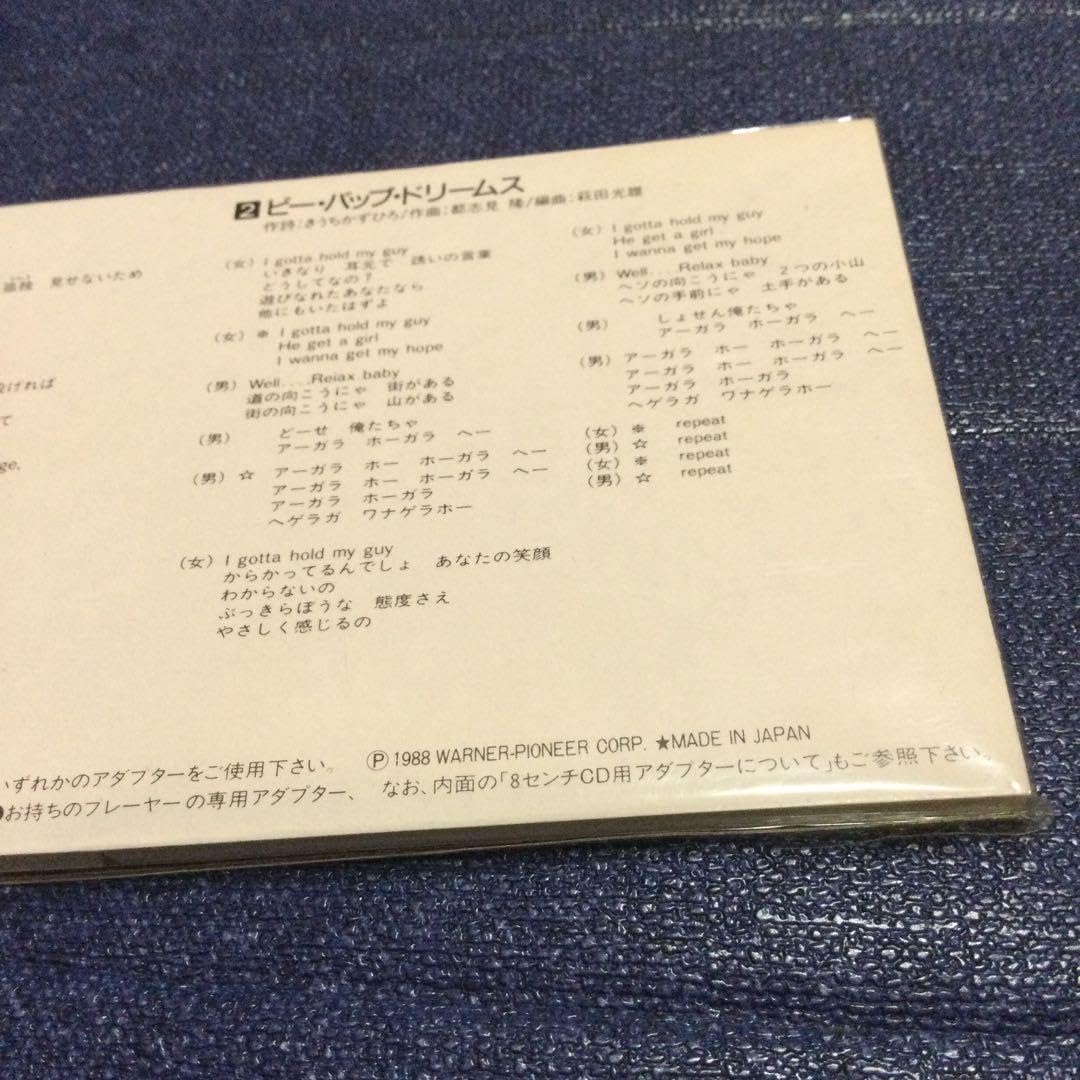 見せないため
投げれば
て
ge,
2 ビー・バップ・ドリームス
作詩：きうちかずひろ/作曲：都志見 隆/編曲：萩田光雄
(女) I gotta hold my guy
いきなり 耳元で 誘いの言葉
どうしてなの？
遊びなれたあなたなら
他にもいたはずよ
(女) ※ I gotta hold my guy
He get a girl
I wanna get my hope
(男) Well....Relax baby
道の向こうにゃ 街がある
街の向こうにゃ 山がある
(男) どーせ 俺たちゃ
アーガラ ホーガラ ヘー
(男) ☆ アーガラ ホー ホーガラ ヘー
アーガラ ホー ホーガラ ヘー
アーガラ ホーガラ
ヘゲラガ ワナゲラホー
(女) I gotta hold my guy
からかってるんでしょ あなたの笑顔
わからないの
ぶっきらぼうな 態度さえ
やさしく感じるの
(女) I gotta hold my guy
He get a girl
I wanna get my hope
(男) Well....Relax baby
ヘソの向こうにゃ 2つの小山
ヘソの手前にゃ 土手がある
(男) しょせん俺たちゃ
アーガラ ホーガラ ヘー
(男) アーガラ ホー ホーガラ ヘー
アーガラ ホー ホーガラ ヘー
アーガラ ホーガラ
ヘゲラガ ワナゲラホー
(女) ※ repeat
(男) ☆ repeat
(女) ※ repeat
(男) ☆ repeat
Ⓟ1988 WARNER-PIONEER CORP. ★MADE IN JAPAN
いずれかのアダプターをご使用下さい。
●お持ちのプレーヤーの専用アダプター、 なお、内面の「8センチCD用アダプターについて」もご参照下さい。